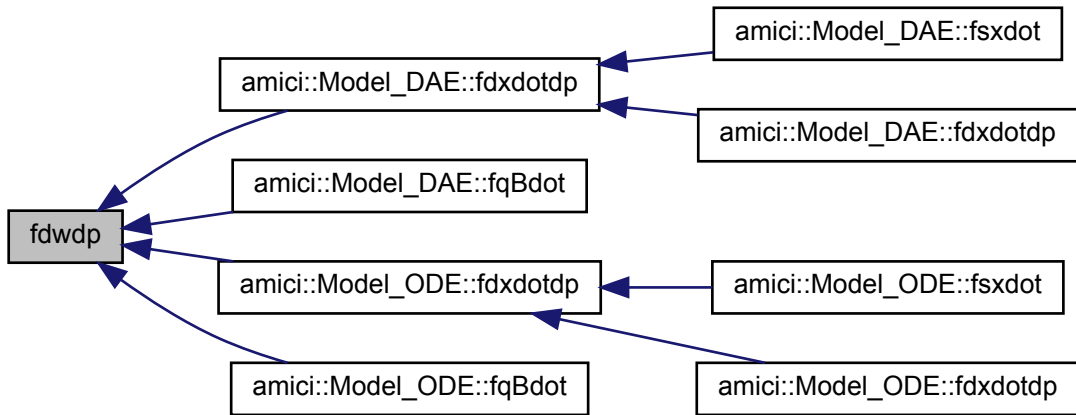 amici::Model_DAE::fsxdot
amici::Model_DAE::fdxdotdp
amici::Model_DAE::fdxdotdp
amici::Model_DAE::fqBdot
fdwdp
amici::Model_ODE::fdxdotdp
amici::Model_ODE::fsxdot
amici::Model_ODE::fqBdot
amici::Model_ODE::fdxdotdp